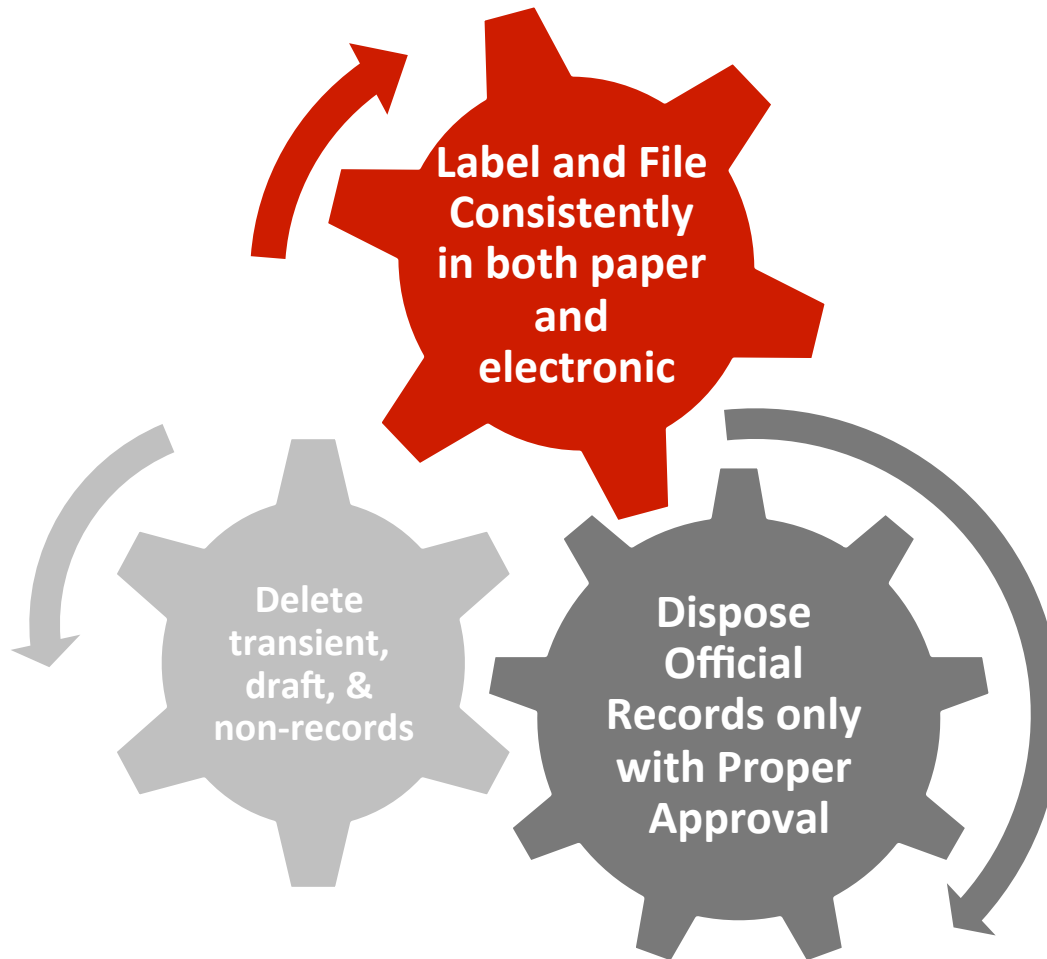 Label and File
Consistently
in both paper
and
electronic
Delete
transient,
draft, &
non-records
Dispose
Official
Records only
with Proper
Approval